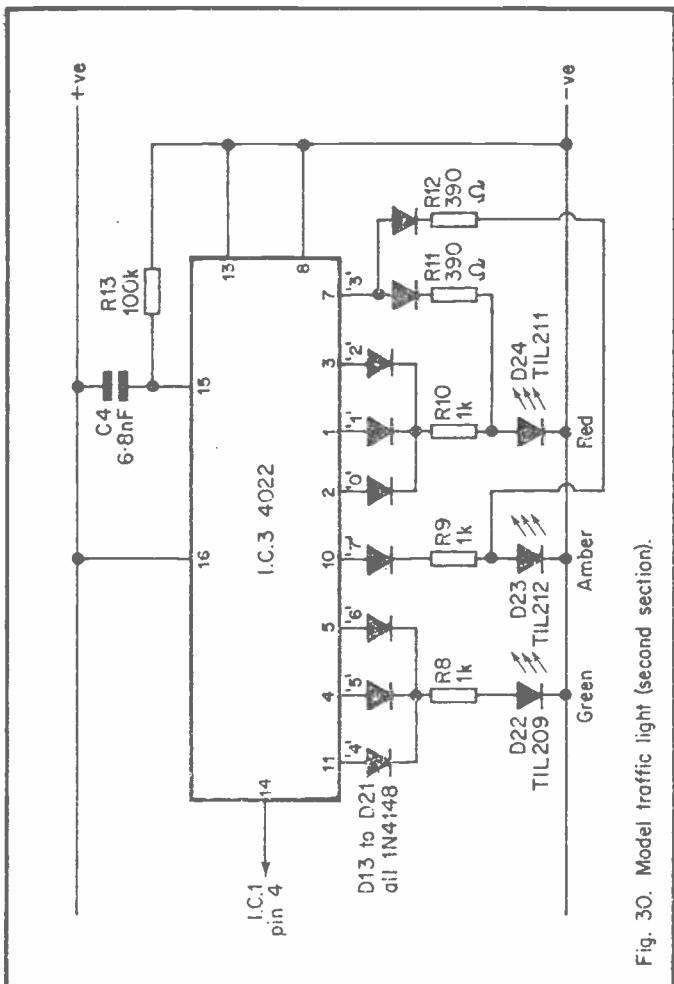 +ve
C4
6·8nF
R13
100k
16
15
13
14
I.C.3 4022
8
I.C.1
pin 4
11
4
5
10
2
1
3
7
'4'
'5'
'6'
'7'
'0'
'1'
'2'
'3'
D13 to D21
all 1N4148
R8
1k
R9
1k
R10
1k
R11
390
Ω
R12
390
Ω
D22
TIL209
D23
TIL212
D24
TIL211
-ve
Green
Amber
Red
Fig. 30. Model traffic light (second section).